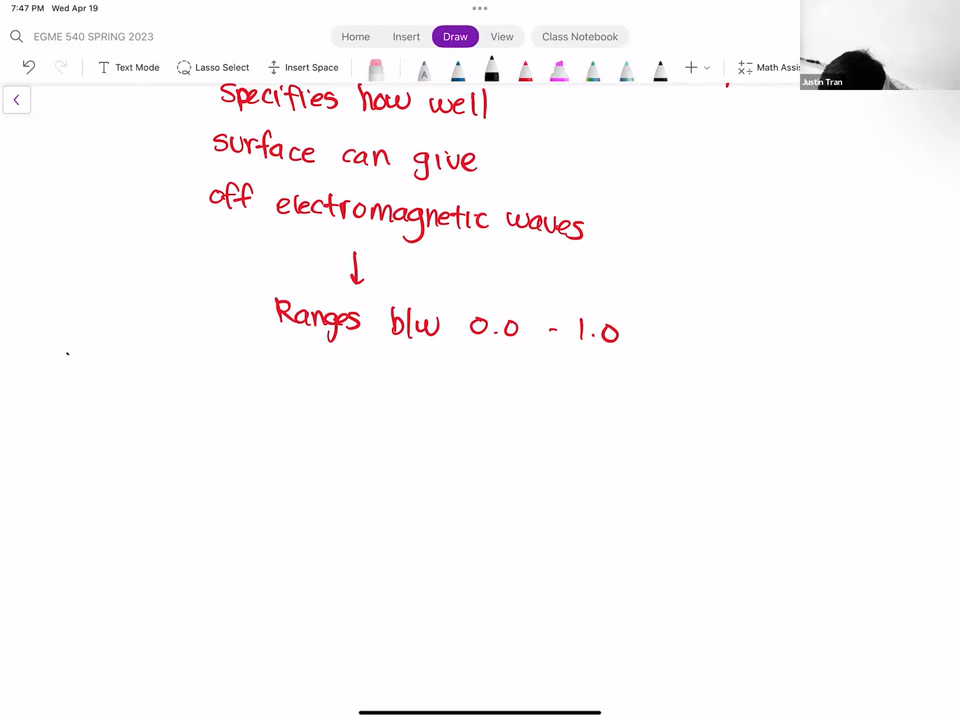 7:47 PM Wed Apr 19
EGME 540 SPRING 2023
Home Insert Draw View Class Notebook
Text Mode Lasso Select Insert Space Math Assis
Justin Tran
specifies how well
surface can give
off electromagnetic waves
Ranges b/w 0.0 - 1.0